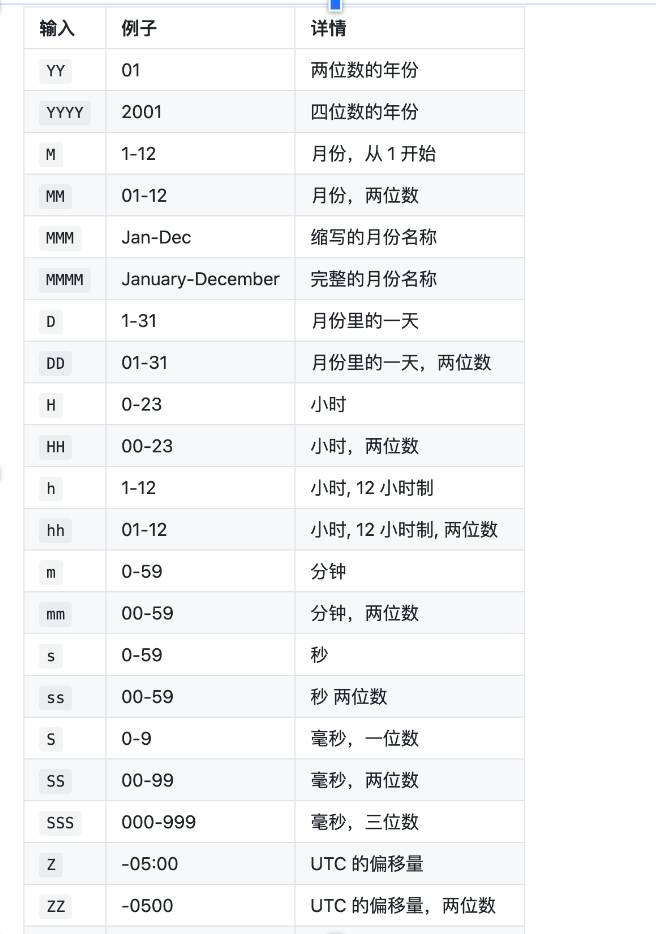 输入 例子 详情
YY 01 两位数的年份
YYYY 2001 四位数的年份
M 1-12 月份，从 1 开始
MM 01-12 月份，两位数
MMM Jan-Dec 缩写的月份名称
MMMM January-December 完整的月份名称
D 1-31 月份里的一天
DD 01-31 月份里的一天，两位数
H 0-23 小时
HH 00-23 小时，两位数
h 1-12 小时, 12 小时制
hh 01-12 小时, 12 小时制, 两位数
m 0-59 分钟
mm 00-59 分钟，两位数
s 0-59 秒
ss 00-59 秒 两位数
S 0-9 毫秒，一位数
SS 00-99 毫秒，两位数
SSS 000-999 毫秒，三位数
Z -05:00 UTC 的偏移量
ZZ -0500 UTC 的偏移量，两位数